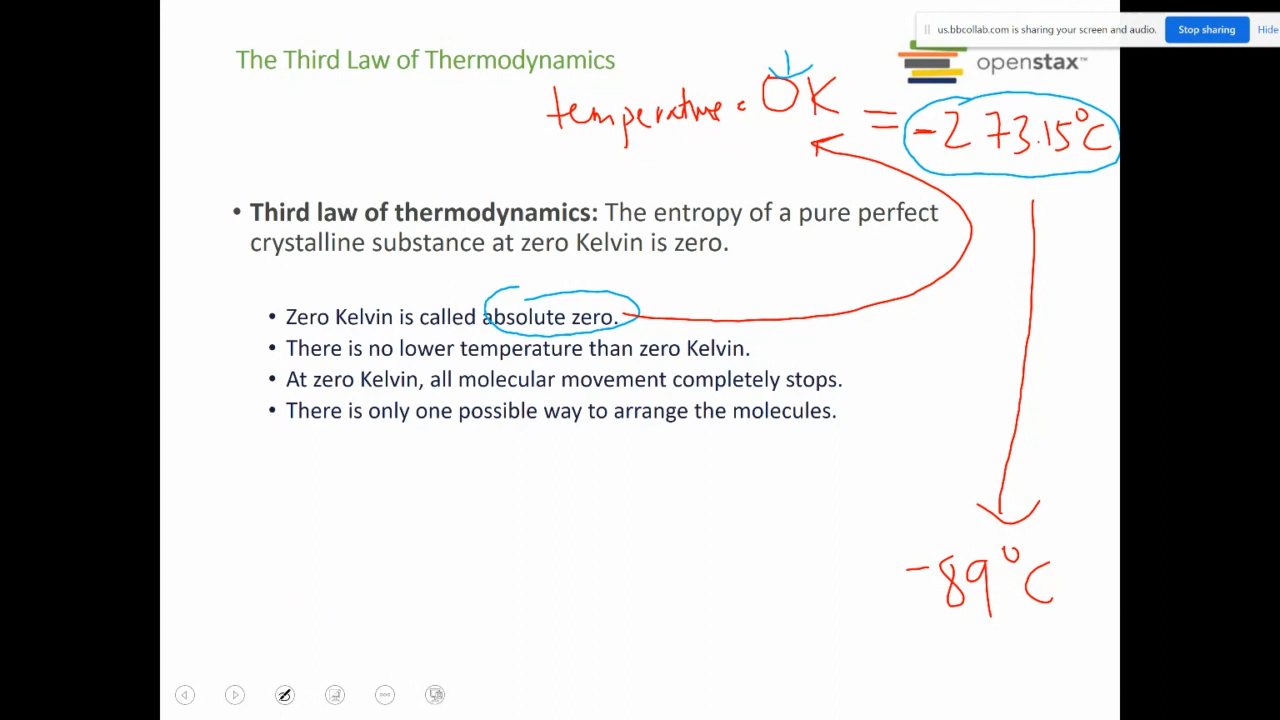 us.bbcollab.com is sharing your screen and audio. Stop sharing Hide
The Third Law of Thermodynamics
openstax™
temperature = 0 K = -273.15°C
• Third law of thermodynamics: The entropy of a pure perfect
crystalline substance at zero Kelvin is zero.
• Zero Kelvin is called absolute zero.
• There is no lower temperature than zero Kelvin.
• At zero Kelvin, all molecular movement completely stops.
• There is only one possible way to arrange the molecules.
-89°C